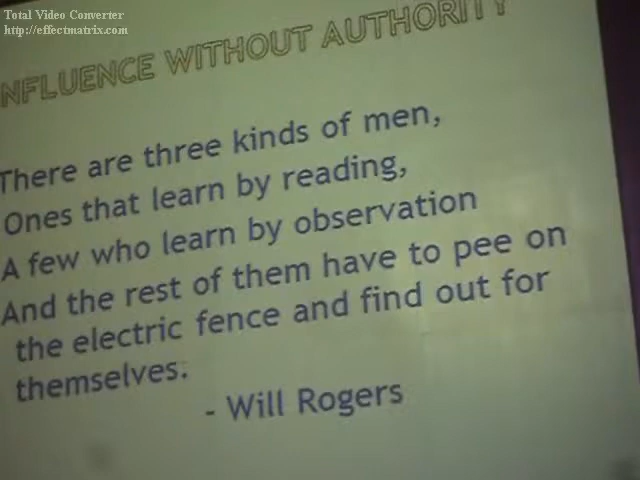 Total Video Converter
http://effectmatrix.com
NFLUENCE WITHOUT AUTHORITY
There are three kinds of men,
Ones that learn by reading,
A few who learn by observation
And the rest of them have to pee on
the electric fence and find out for
themselves.
- Will Rogers